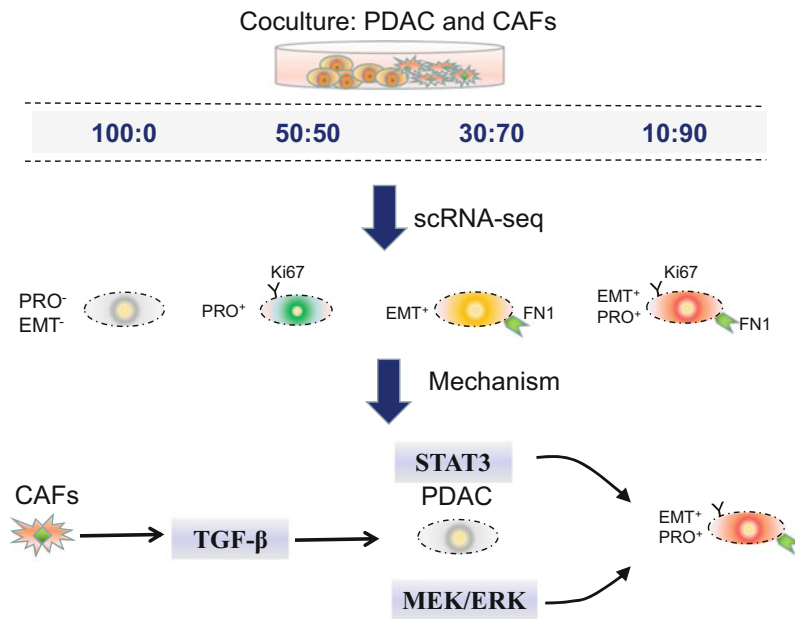 Coculture: PDAC and CAFs
100:0 50:50 30:70 10:90
scRNA-seq
PRO⁻
EMT⁻
PRO⁺
Ki67
EMT⁺
FN1
Ki67
EMT⁺
PRO⁺
FN1
Mechanism
CAFs
TGF-β
STAT3
PDAC
MEK/ERK
EMT⁺
PRO⁺